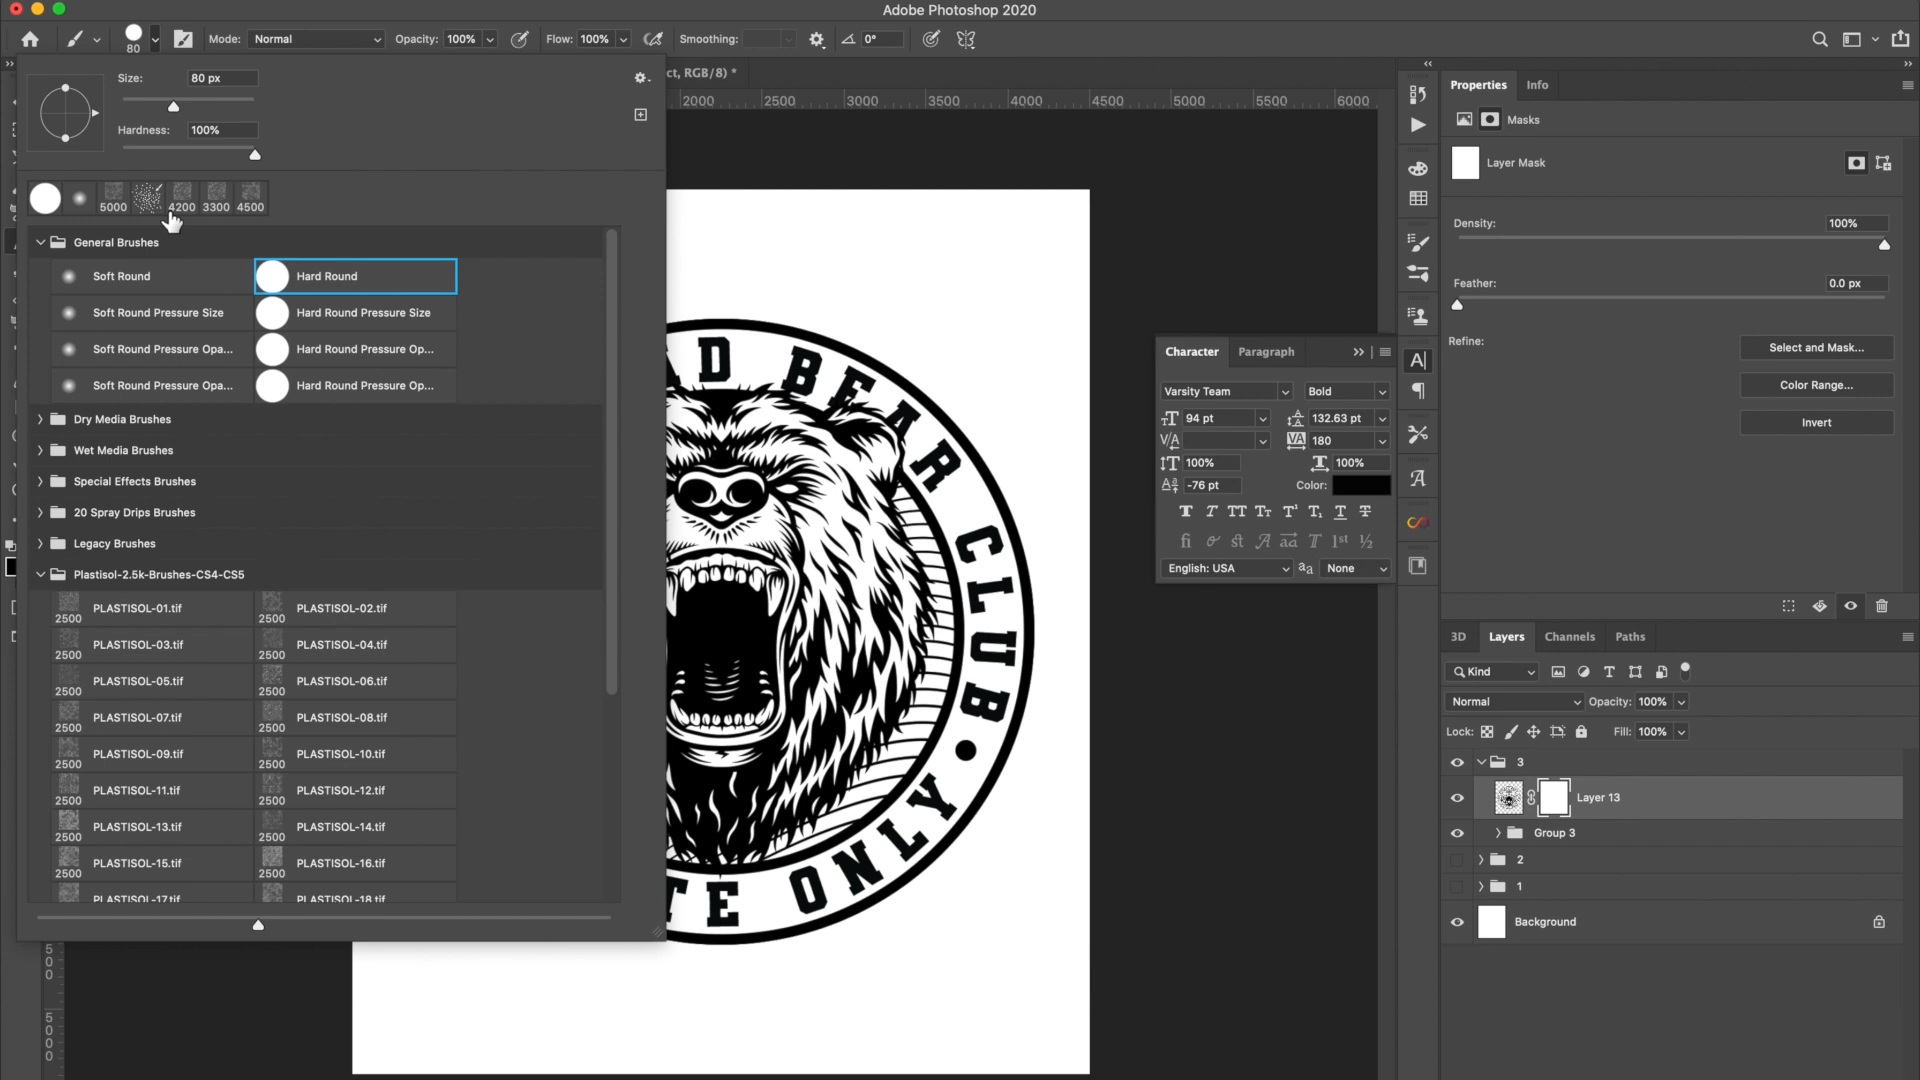 Adobe Photoshop 2020
80
Mode: Normal
Opacity: 100%
Flow: 100%
Smoothing:
0°
Size: 80 px
Hardness: 100%
5000 4200 3300 4500
General Brushes
Soft Round
Hard Round
Soft Round Pressure Size
Hard Round Pressure Size
Soft Round Pressure Opa...
Hard Round Pressure Op...
Soft Round Pressure Opa...
Hard Round Pressure Op...
Dry Media Brushes
Wet Media Brushes
Special Effects Brushes
20 Spray Drips Brushes
Legacy Brushes
Plastisol-2.5k-Brushes-CS4-CS5
2500 PLASTISOL-01.tif
2500 PLASTISOL-02.tif
2500 PLASTISOL-03.tif
2500 PLASTISOL-04.tif
2500 PLASTISOL-05.tif
2500 PLASTISOL-06.tif
2500 PLASTISOL-07.tif
2500 PLASTISOL-08.tif
2500 PLASTISOL-09.tif
2500 PLASTISOL-10.tif
2500 PLASTISOL-11.tif
2500 PLASTISOL-12.tif
2500 PLASTISOL-13.tif
2500 PLASTISOL-14.tif
2500 PLASTISOL-15.tif
2500 PLASTISOL-16.tif
PLASTISOL-17.tif
PLASTISOL-18.tif
5 0 0
5 0 0 0
ct, RGB/8) *
2000 2500 3000 3500 4000 4500 5000 5500 6000
AD BEAR CLUB • 
TE ONLY
Character
Paragraph
Varsity Team
Bold
94 pt
132.63 pt
180
100%
100%
-76 pt
Color:
English: USA
aa
None
Properties
Info
Masks
Layer Mask
Density: 100%
Feather: 0.0 px
Refine:
Select and Mask...
Color Range...
Invert
3D
Layers
Channels
Paths
Kind
Normal
Opacity: 100%
Lock:
Fill: 100%
3
Layer 13
Group 3
2
1
Background